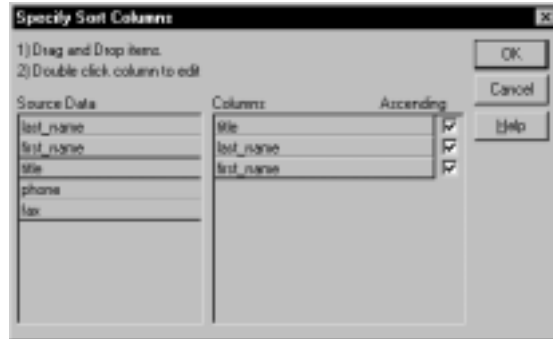 Specify Sort Columns
1) Drag and Drop items.
2) Double click column to edit
OK
Cancel
Help
Source Data
Columns Ascending
last_name
first_name
title
phone
fax
title
last_name
first_name